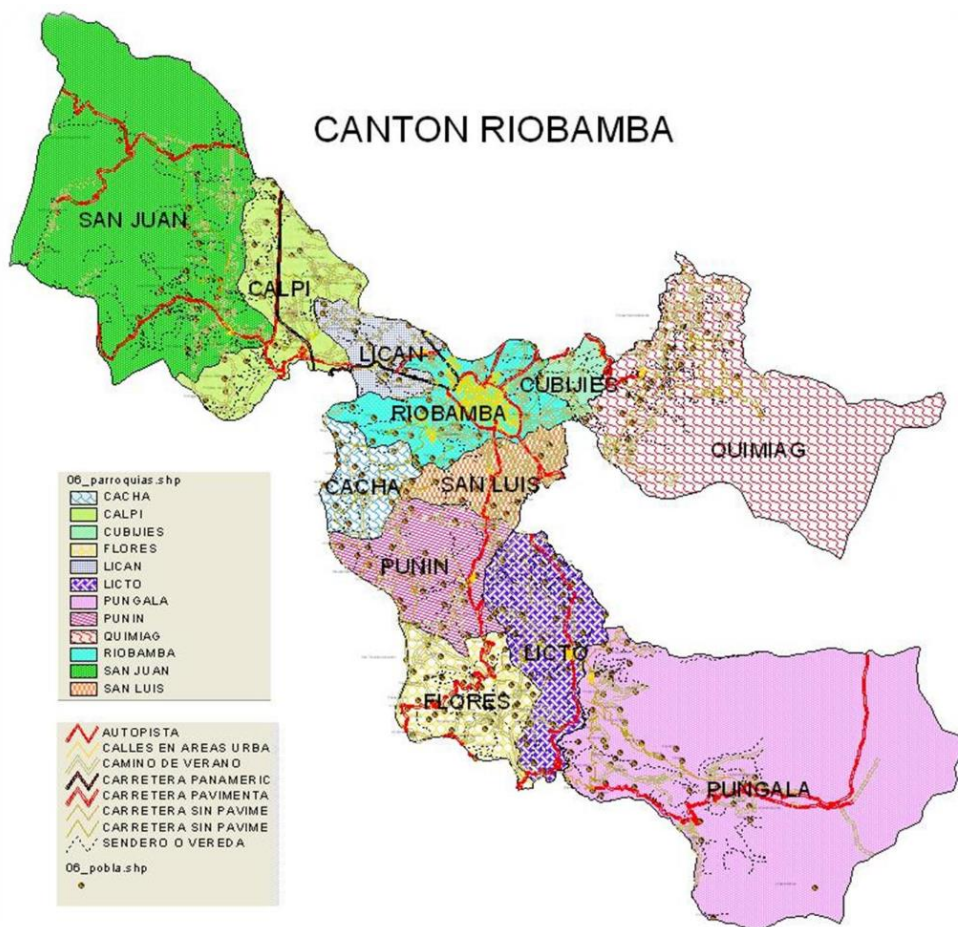 CANTON RIOBAMBA
SAN JUAN
CALPI
LICAN
CUBIJIES
RIOBAMBA
QUIMIAG
CACHA
SAN LUIS
PUNIN
LICTO
FLORES
PUNGALA
06_parroquias.shp
CACHA
CALPI
CUBIJIES
FLORES
LICAN
LICTO
PUNGALA
PUNIN
QUIMIAG
RIOBAMBA
SAN JUAN
SAN LUIS
AUTOPISTA
CALLES EN AREAS URBA
CAMINO DE VERANO
CARRETERA PANAMERIC
CARRETERA PAVIMENTA
CARRETERA SIN PAVIME
CARRETERA SIN PAVIME
SENDERO O VEREDA
06_pobla.shp